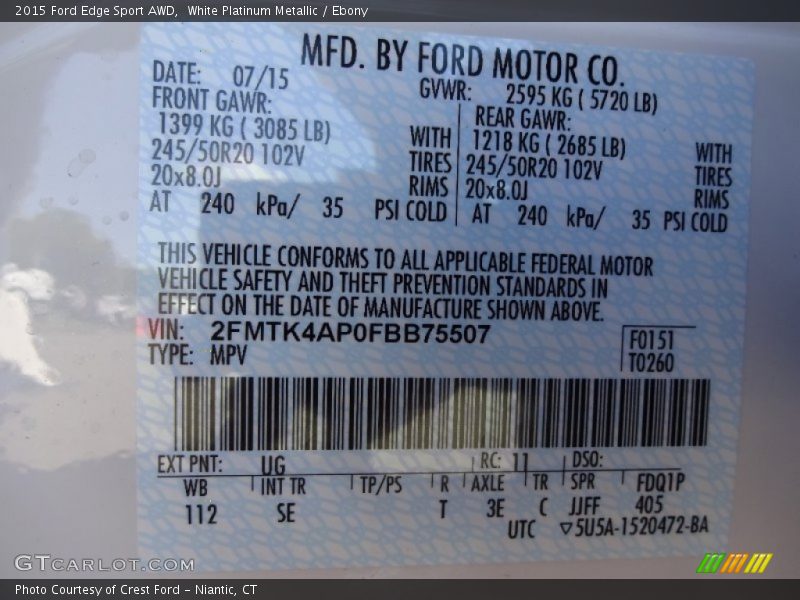 2015 Ford Edge Sport AWD,  White Platinum Metallic / Ebony
MFD. BY FORD MOTOR CO.
DATE: 07/15 GVWR: 2595 KG ( 5720 LB)
FRONT GAWR: REAR GAWR:
1399 KG ( 3085 LB) WITH 1218 KG ( 2685 LB) WITH
245/50R20 102V TIRES 245/50R20 102V TIRES
20x8.0J RIMS 20x8.0J RIMS
AT 240 kPa/ 35 PSI COLD AT 240 kPa/ 35 PSI COLD
THIS VEHICLE CONFORMS TO ALL APPLICABLE FEDERAL MOTOR
VEHICLE SAFETY AND THEFT PREVENTION STANDARDS IN
EFFECT ON THE DATE OF MANUFACTURE SHOWN ABOVE.
VIN: 2FMTK4AP0FBB75507 F0151
TYPE: MPV T0260
EXT PNT: UG RC: 11 DSO:
WB INT TR TP/PS R AXLE TR SPR FDQ1P
112 SE T 3E C JJFF 405
UTC ▽5U5A-1520472-BA
GTCARLOT.COM
Photo Courtesy of Crest Ford – Niantic, CT